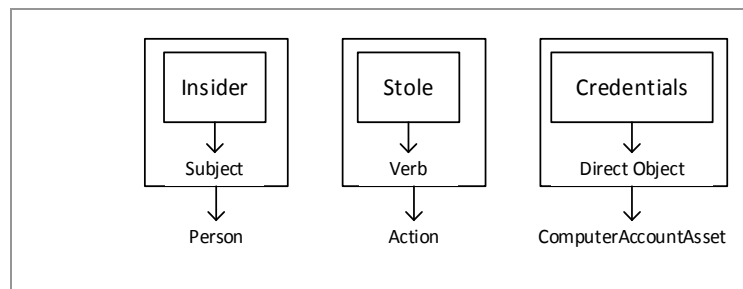 Insider Stole Credentials
Subject Verb Direct Object
Person Action ComputerAccountAsset